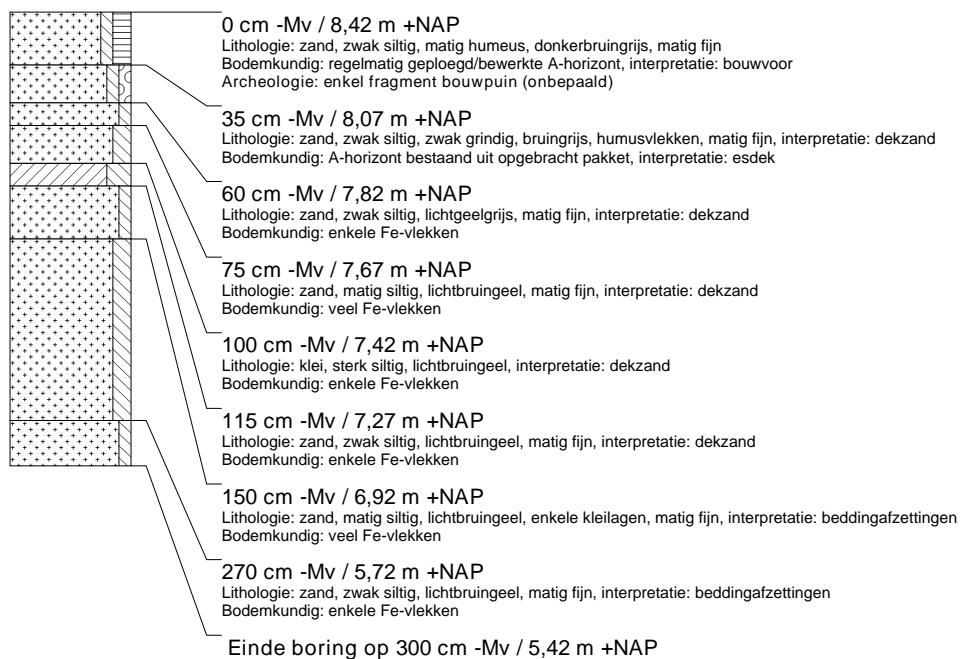 0 cm -Mv / 8,42 m +NAP
Lithologie: zand, zwak siltig, matig humeus, donkerbruingrijs, matig fijn
Bodemkundig: regelmatig geploegd/bewerkte A-horizont, interpretatie: bouwvoor
Archeologie: enkel fragment bouwpuin (onbepaald)
35 cm -Mv / 8,07 m +NAP
Lithologie: zand, zwak siltig, zwak grindig, bruingrijs, humusvlekken, matig fijn, interpretatie: dekzand
Bodemkundig: A-horizont bestaand uit opgebracht pakket, interpretatie: esdek
60 cm -Mv / 7,82 m +NAP
Lithologie: zand, zwak siltig, lichtgeelgrijs, matig fijn, interpretatie: dekzand
Bodemkundig: enkele Fe-vlekken
75 cm -Mv / 7,67 m +NAP
Lithologie: zand, matig siltig, lichtbruingeel, matig fijn, interpretatie: dekzand
Bodemkundig: veel Fe-vlekken
100 cm -Mv / 7,42 m +NAP
Lithologie: klei, sterk siltig, lichtbruingeel, interpretatie: dekzand
Bodemkundig: enkele Fe-vlekken
115 cm -Mv / 7,27 m +NAP
Lithologie: zand, zwak siltig, lichtbruingeel, matig fijn, interpretatie: dekzand
Bodemkundig: enkele Fe-vlekken
150 cm -Mv / 6,92 m +NAP
Lithologie: zand, matig siltig, lichtbruingeel, enkele kleilagen, matig fijn, interpretatie: beddingafzettingen
Bodemkundig: veel Fe-vlekken
270 cm -Mv / 5,72 m +NAP
Lithologie: zand, zwak siltig, lichtbruingeel, matig fijn, interpretatie: beddingafzettingen
Bodemkundig: enkele Fe-vlekken
Einde boring op 300 cm -Mv / 5,42 m +NAP